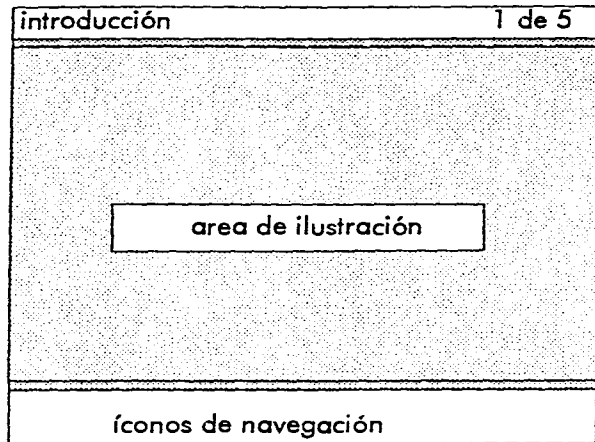 introducción 1 de 5
area de ilustración
íconos de navegación